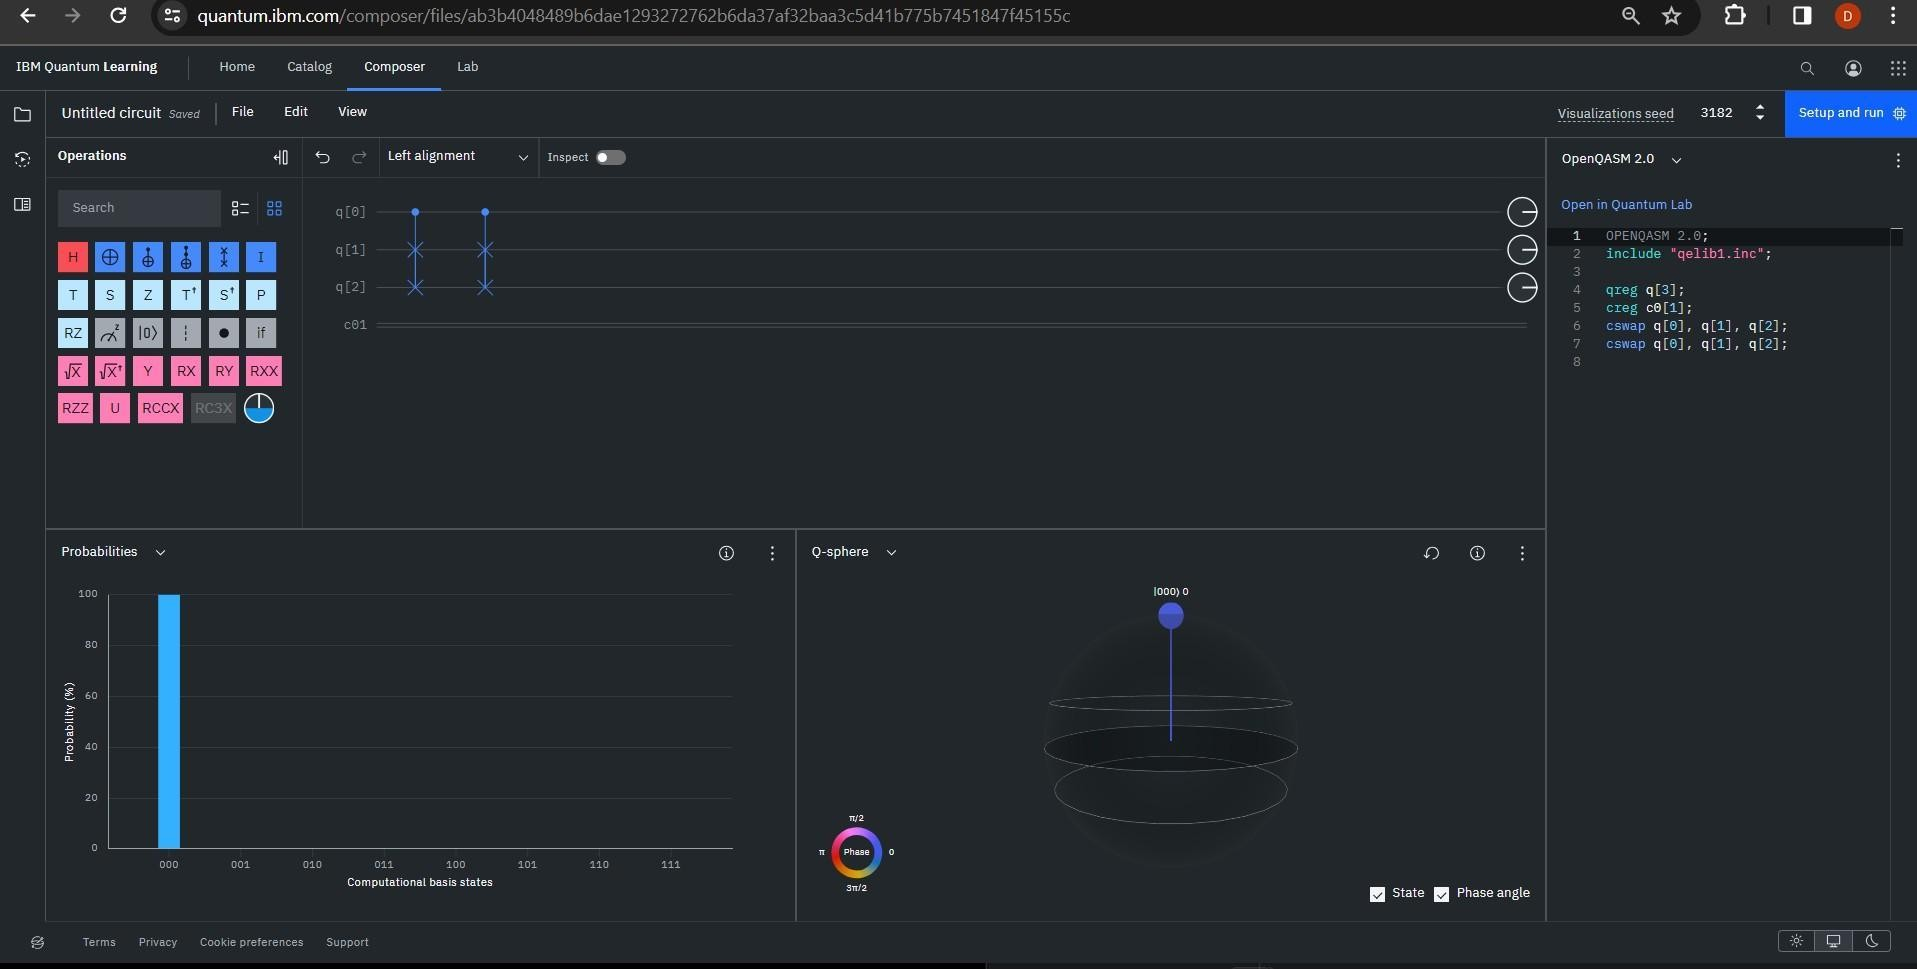 quantum.ibm.com/composer/files/ab3b4048489b6dae1293272762b6da37af32baa3c5d41b775b7451847f45155c
D
IBM Quantum Learning Home Catalog Composer Lab
Untitled circuit Saved File Edit View Visualizations seed 3182 Setup and run
Operations Left alignment Inspect OpenQASM 2.0
Search
Open in Quantum Lab
q[0]
q[1]
q[2]
c01
H I
T S Z T† S† P
RZ z |0⟩ if
√X √X† Y RX RY RXX
RZZ U RCCX RC3X
1 OPENQASM 2.0;
2 include "qelib1.inc";
3
4 qreg q[3];
5 creg c0[1];
6 cswap q[0], q[1], q[2];
7 cswap q[0], q[1], q[2];
8
Probabilities
100
80
60
40
20
0
Probability (%)
000 001 010 011 100 101 110 111
Computational basis states
Q-sphere
|000⟩ 0
π/2
π Phase 0
3π/2
State Phase angle
Terms Privacy Cookie preferences Support